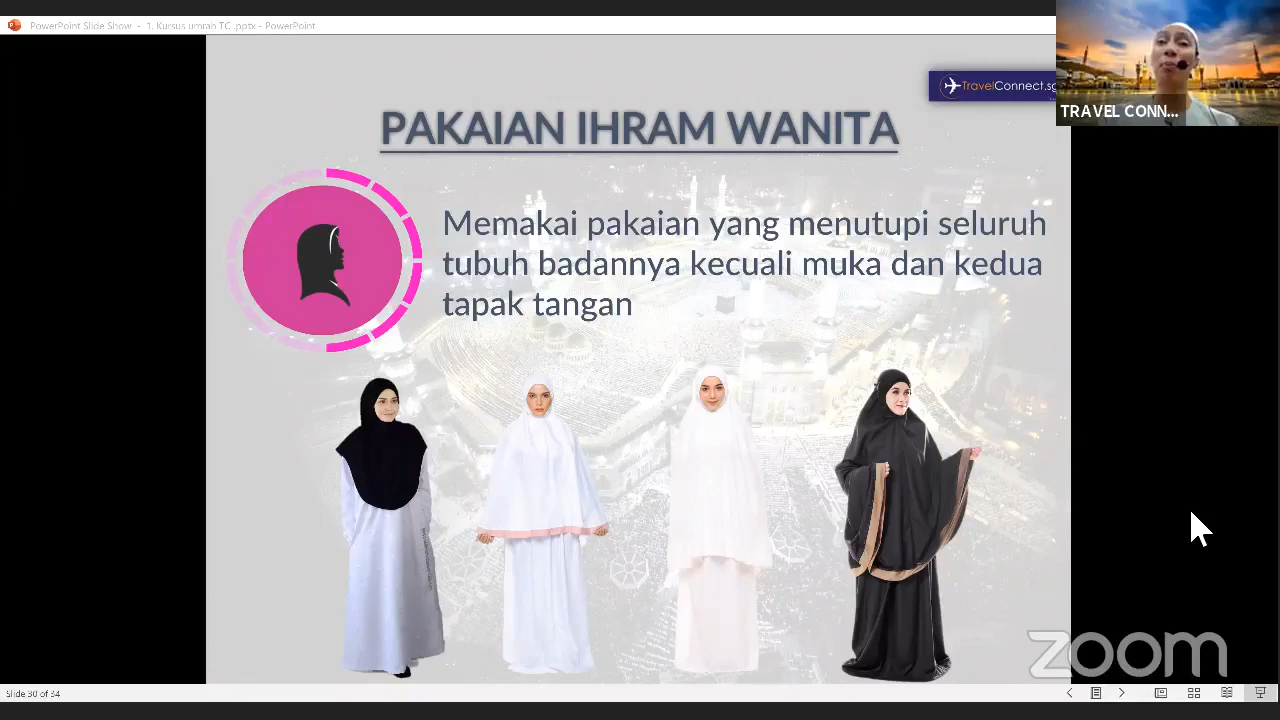 PowerPoint Slide Show - 1. Kursus umrah TC .pptx - PowerPoint
TravelConnect.sg
TRAVEL CONN...
PAKAIAN IHRAM WANITA
Memakai pakaian yang menutupi seluruh
tubuh badannya kecuali muka dan kedua
tapak tangan
zoom
Slide 30 of 34